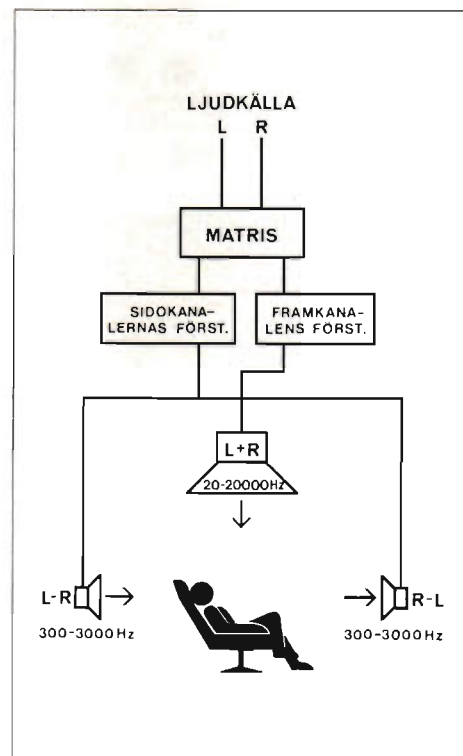 LJUDKÄLLA
L R
MATRIS
SIDOKANA-
LERNAS FÖRST.
FRAMKANA-
LENS FÖRST.
L+R
20-20000Hz
L-R
300-3000Hz
R-L
300-3000Hz